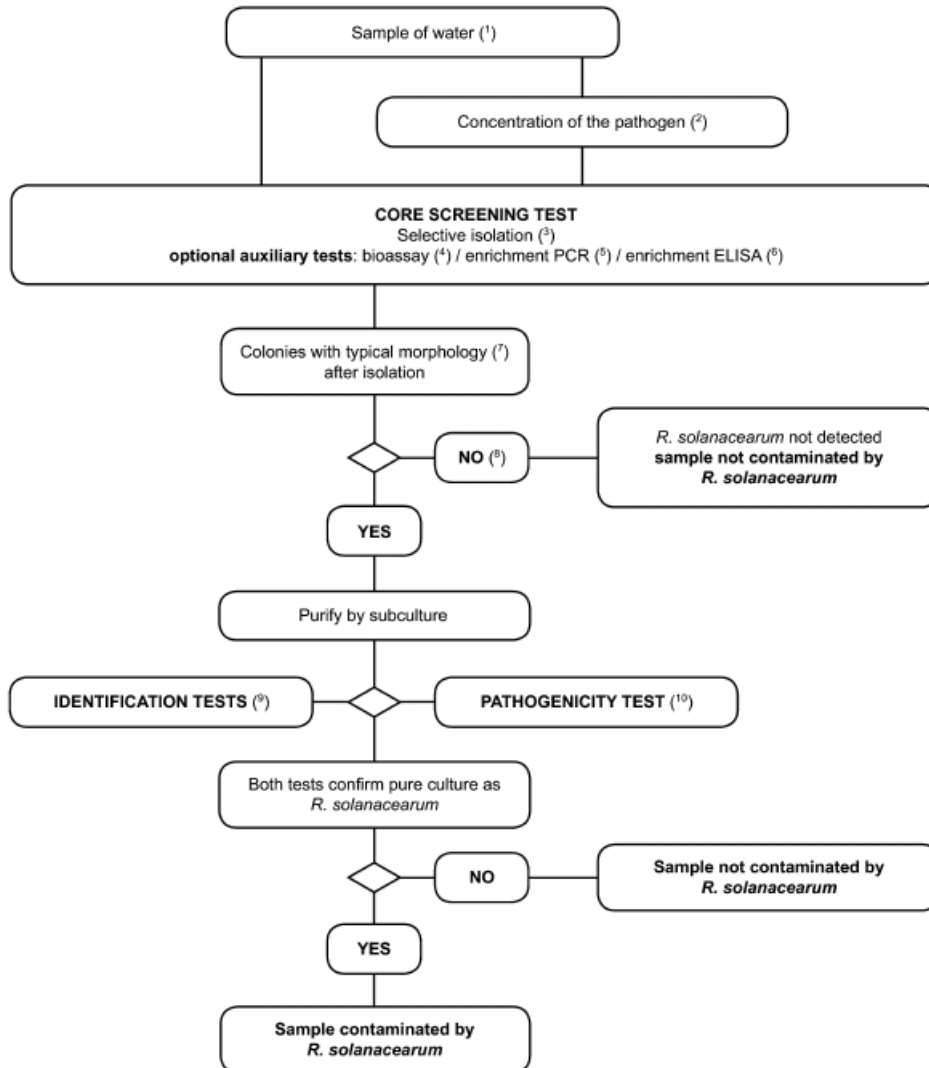 Sample of water (¹)
Concentration of the pathogen (²)
CORE SCREENING TEST
Selective isolation (³)
optional auxiliary tests: bioassay (⁴) / enrichment PCR (⁵) / enrichment ELISA (⁶)
Colonies with typical morphology (⁷)
after isolation
NO (⁸)
R. solanacearum not detected
sample not contaminated by
R. solanacearum
YES
Purify by subculture
IDENTIFICATION TESTS (⁹)
PATHOGENICITY TEST (¹⁰)
Both tests confirm pure culture as
R. solanacearum
NO
Sample not contaminated by
R. solanacearum
YES
Sample contaminated by
R. solanacearum